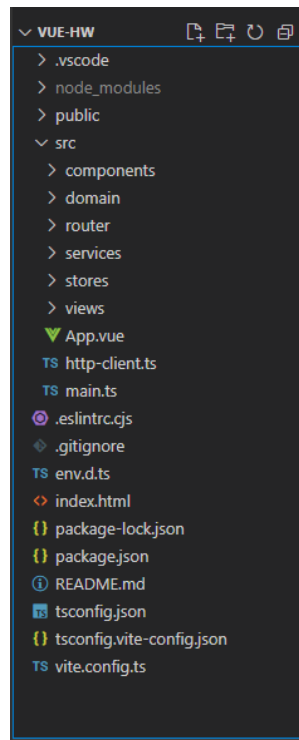 VUE-HW
.vscode
node_modules
public
src
components
domain
router
services
stores
views
App.vue
TS http-client.ts
TS main.ts
.eslintrc.cjs
.gitignore
TS env.d.ts
<> index.html
{} package-lock.json
{} package.json
README.md
TS tsconfig.json
{} tsconfig.vite-config.json
TS vite.config.ts